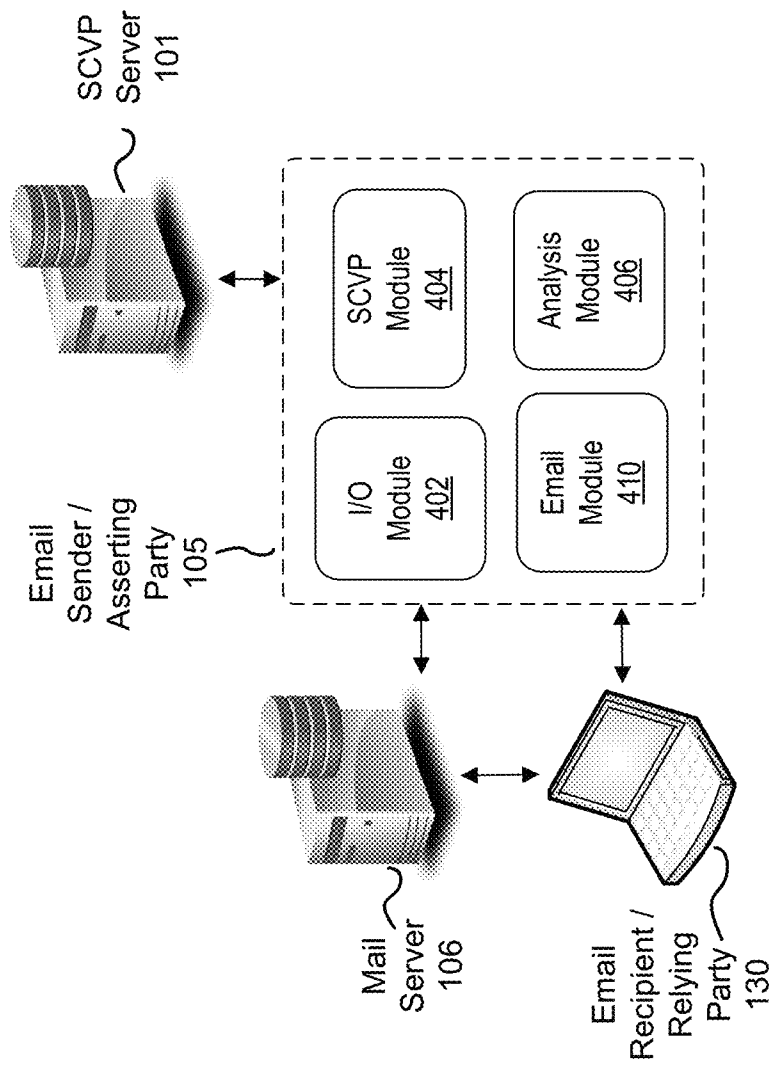 SCVP
Server
101
Email
Sender /
Asserting
Party
105
I/O
Module
402
SCVP
Module
404
Email
Module
410
Analysis
Module
406
Mail
Server
106
Email
Recipient /
Relying
Party
130